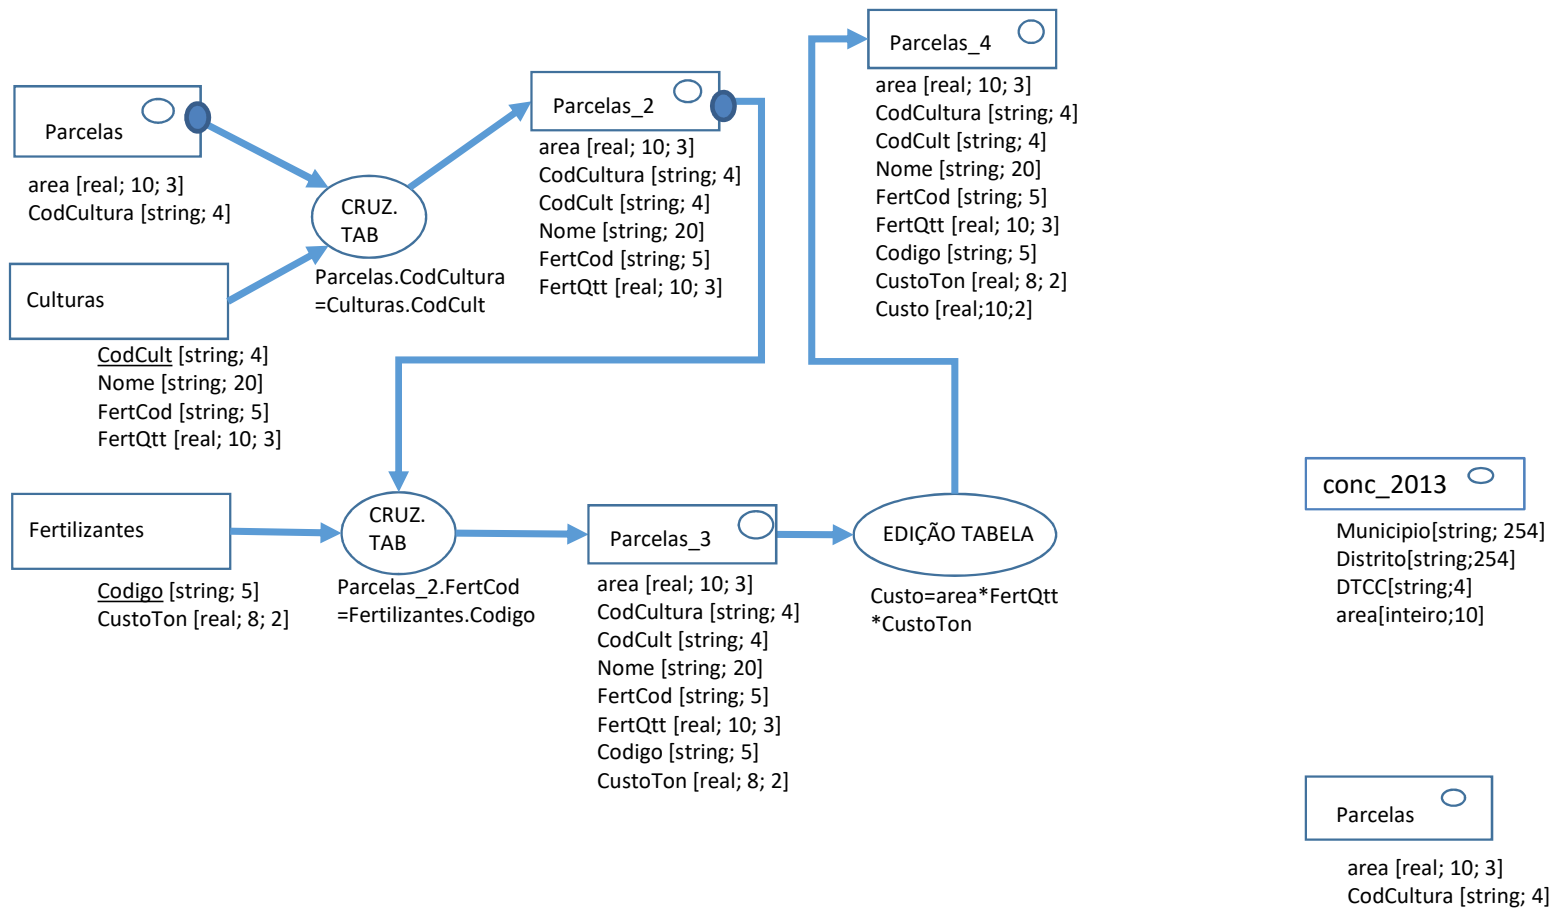 Parcelas
area [real; 10; 3]
CodCultura [string; 4]
Culturas
CodCult [string; 4]
Nome [string; 20]
FertCod [string; 5]
FertQtt [real; 10; 3]
CRUZ.
TAB
Parcelas.CodCultura
=Culturas.CodCult
Parcelas_2
area [real; 10; 3]
CodCultura [string; 4]
CodCult [string; 4]
Nome [string; 20]
FertCod [string; 5]
FertQtt [real; 10; 3]
Fertilizantes
Codigo [string; 5]
CustoTon [real; 8; 2]
CRUZ.
TAB
Parcelas_2.FertCod
=Fertilizantes.Codigo
Parcelas_3
area [real; 10; 3]
CodCultura [string; 4]
CodCult [string; 4]
Nome [string; 20]
FertCod [string; 5]
FertQtt [real; 10; 3]
Codigo [string; 5]
CustoTon [real; 8; 2]
EDIÇÃO TABELA
Custo=area*FertQtt
*CustoTon
Parcelas_4
area [real; 10; 3]
CodCultura [string; 4]
CodCult [string; 4]
Nome [string; 20]
FertCod [string; 5]
FertQtt [real; 10; 3]
Codigo [string; 5]
CustoTon [real; 8; 2]
Custo [real;10;2]
conc_2013
Municipio[string; 254]
Distrito[string;254]
DTCC[string;4]
area[inteiro;10]
Parcelas
area [real; 10; 3]
CodCultura [string; 4]